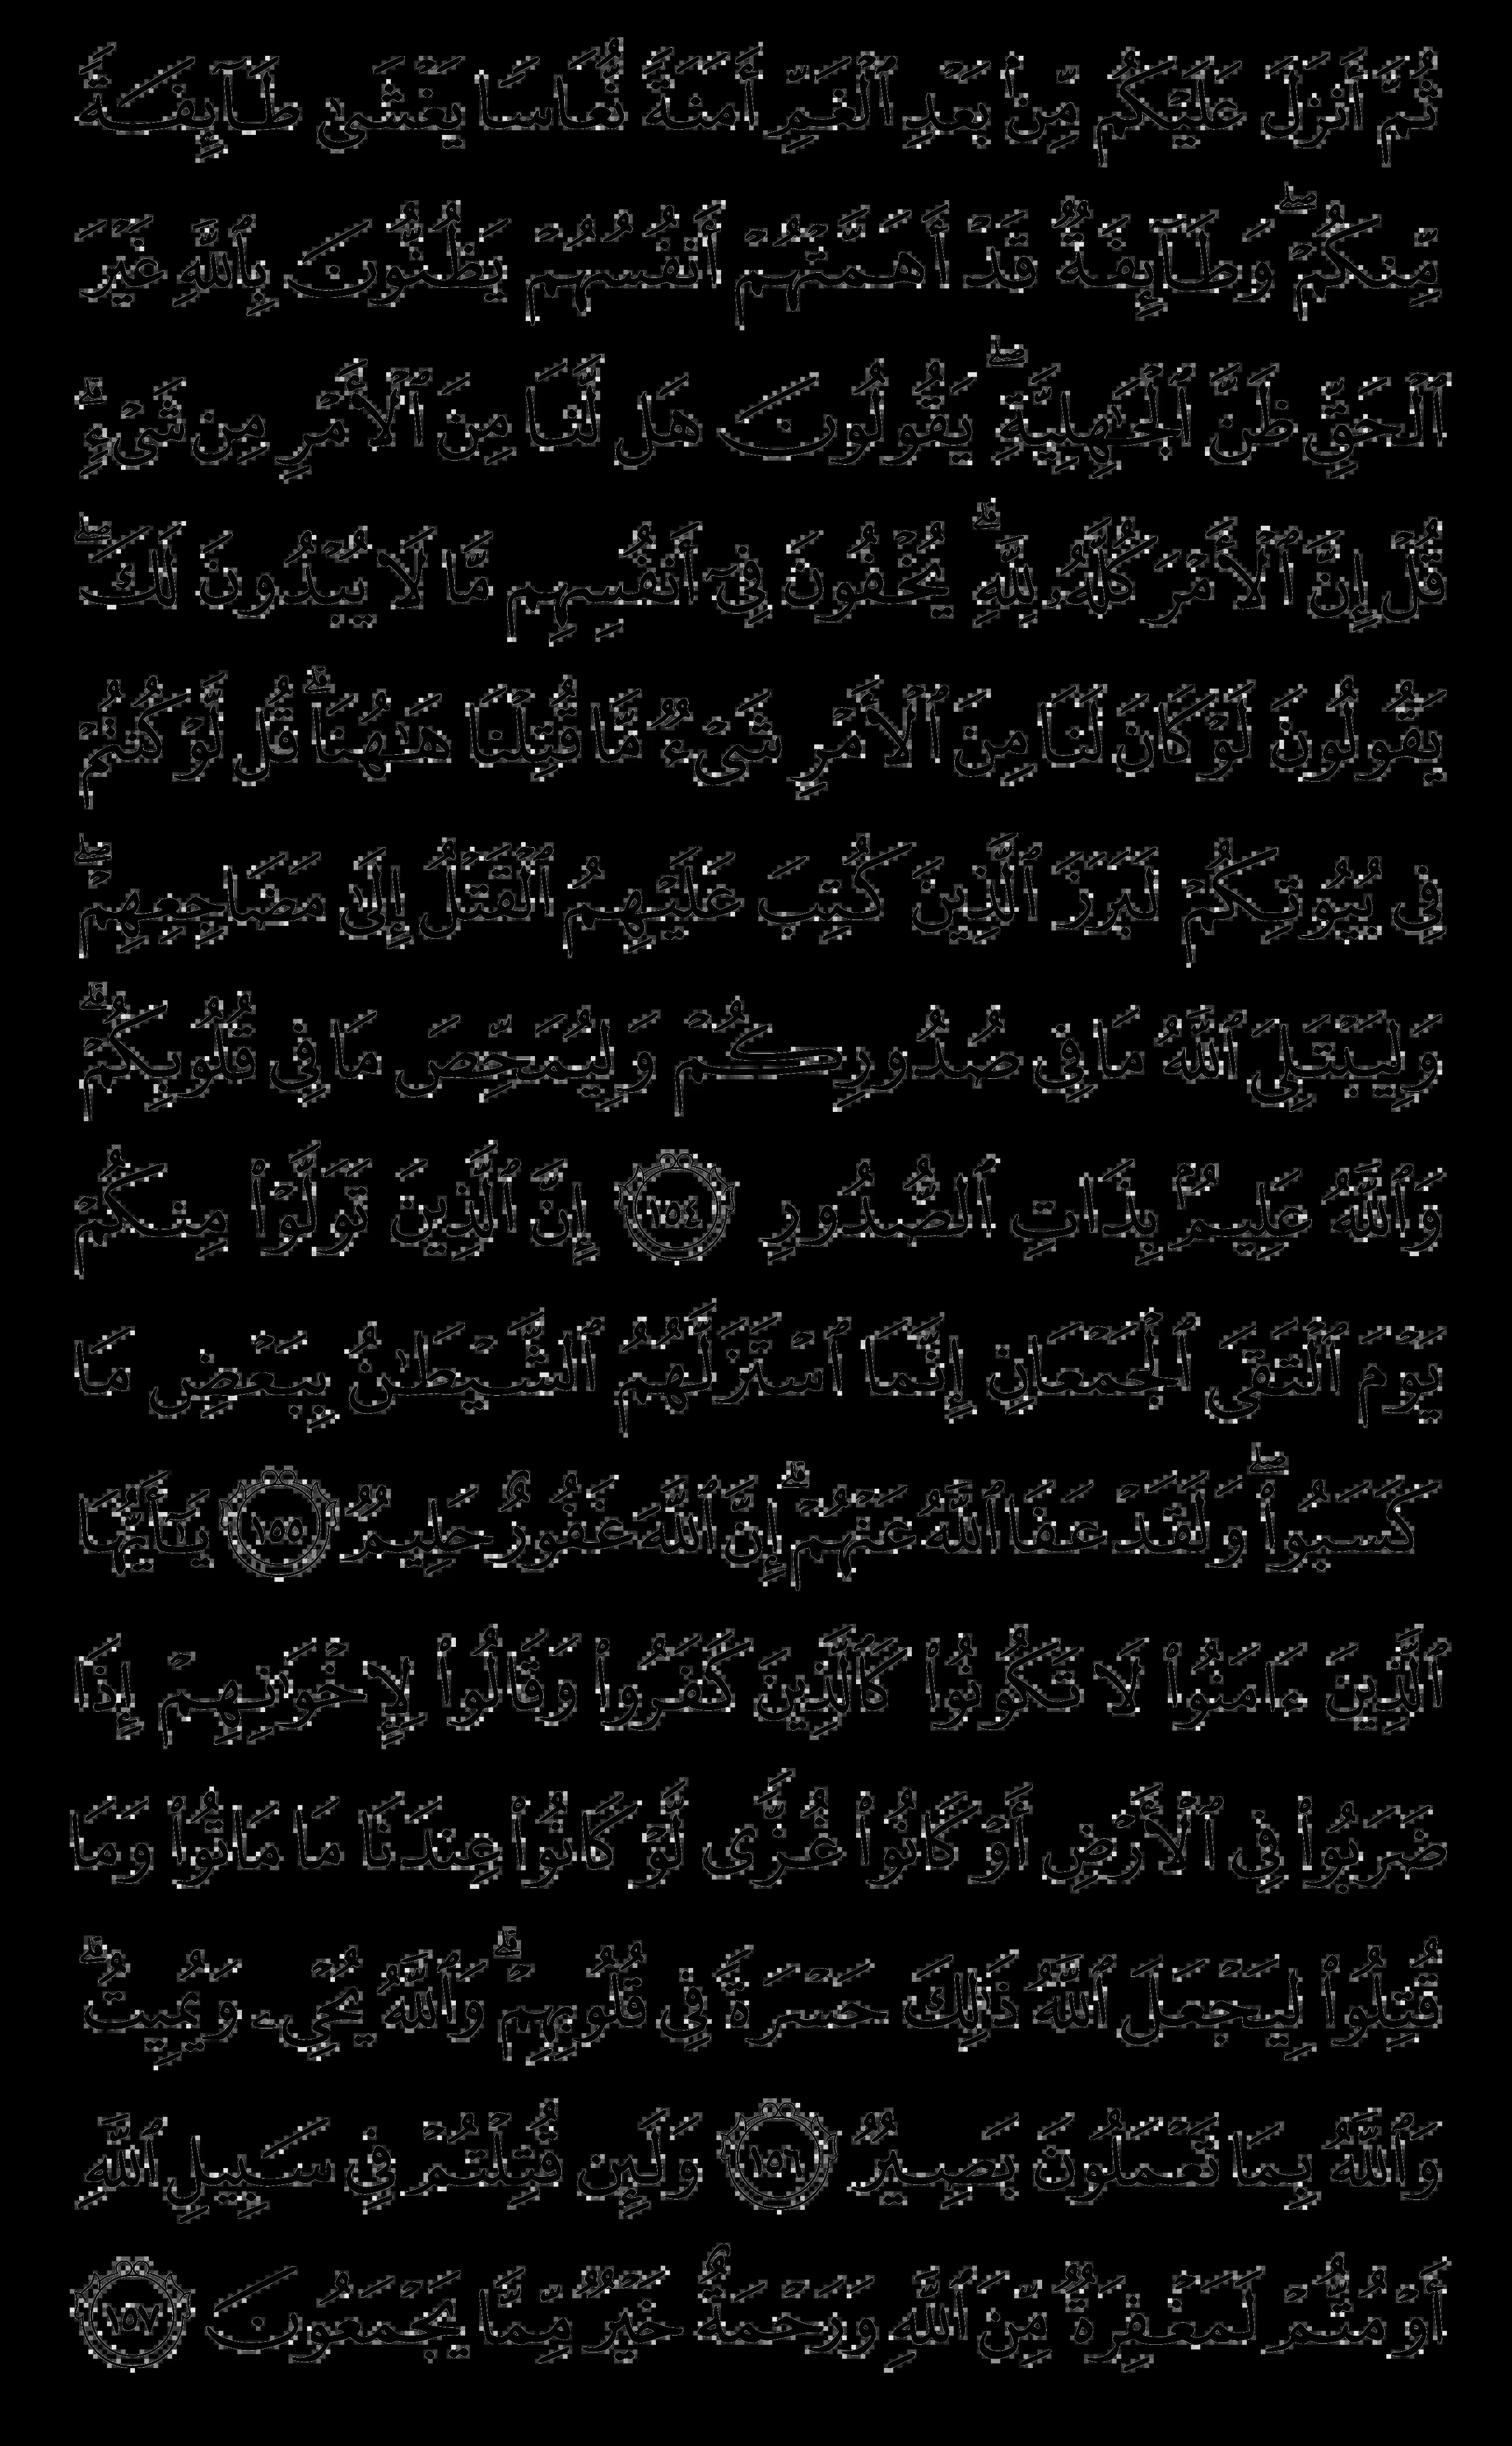 ثُمَّ أَنزَلَ عَلَيْكُم مِّنۢ بَعْدِ ٱلْغَمِّ أَمَنَةً نُّعَاسًا يَغْشَىٰ طَآئِفَةً
مِّنكُمْ ۖ وَطَآئِفَةٌ قَدْ أَهَمَّتْهُمْ أَنفُسُهُمْ يَظُنُّونَ بِٱللَّهِ غَيْرَ
ٱلْحَقِّ ظَنَّ ٱلْجَٰهِلِيَّةِ ۖ يَقُولُونَ هَل لَّنَا مِنَ ٱلْأَمْرِ مِن شَىْءٍ ۗ
قُلْ إِنَّ ٱلْأَمْرَ كُلَّهُۥ لِلَّهِ ۗ يُخْفُونَ فِىٓ أَنفُسِهِم مَّا لَا يُبْدُونَ لَكَ ۖ
يَقُولُونَ لَوْ كَانَ لَنَا مِنَ ٱلْأَمْرِ شَىْءٌ مَّا قُتِلْنَا هَٰهُنَا ۗ قُل لَّوْ كُنتُمْ
فِى بُيُوتِكُمْ لَبَرَزَ ٱلَّذِينَ كُتِبَ عَلَيْهِمُ ٱلْقَتْلُ إِلَىٰ مَضَاجِعِهِمْ ۖ
وَلِيَبْتَلِىَ ٱللَّهُ مَا فِى صُدُورِكُمْ وَلِيُمَحِّصَ مَا فِى قُلُوبِكُمْ ۗ
وَٱللَّهُ عَلِيمٌۢ بِذَاتِ ٱلصُّدُورِ ١٥٤ إِنَّ ٱلَّذِينَ تَوَلَّوْا۟ مِنكُمْ
يَوْمَ ٱلْتَقَى ٱلْجَمْعَانِ إِنَّمَا ٱسْتَزَلَّهُمُ ٱلشَّيْطَٰنُ بِبَعْضِ مَا
كَسَبُوا۟ ۖ وَلَقَدْ عَفَا ٱللَّهُ عَنْهُمْ ۗ إِنَّ ٱللَّهَ غَفُورٌ حَلِيمٌ ١٥٥ يَٰٓأَيُّهَا
ٱلَّذِينَ ءَامَنُوا۟ لَا تَكُونُوا۟ كَٱلَّذِينَ كَفَرُوا۟ وَقَالُوا۟ لِإِخْوَٰنِهِمْ إِذَا
ضَرَبُوا۟ فِى ٱلْأَرْضِ أَوْ كَانُوا۟ غُزًّى لَّوْ كَانُوا۟ عِندَنَا مَا مَاتُوا۟ وَمَا
قُتِلُوا۟ لِيَجْعَلَ ٱللَّهُ ذَٰلِكَ حَسْرَةً فِى قُلُوبِهِمْ ۗ وَٱللَّهُ يُحْىِۦ وَيُمِيتُ ۗ
وَٱللَّهُ بِمَا تَعْمَلُونَ بَصِيرٌ ١٥٦ وَلَئِن قُتِلْتُمْ فِى سَبِيلِ ٱللَّهِ
أَوْ مُتُّمْ لَمَغْفِرَةٌ مِّنَ ٱللَّهِ وَرَحْمَةٌ خَيْرٌ مِّمَّا يَجْمَعُونَ ١٥٧